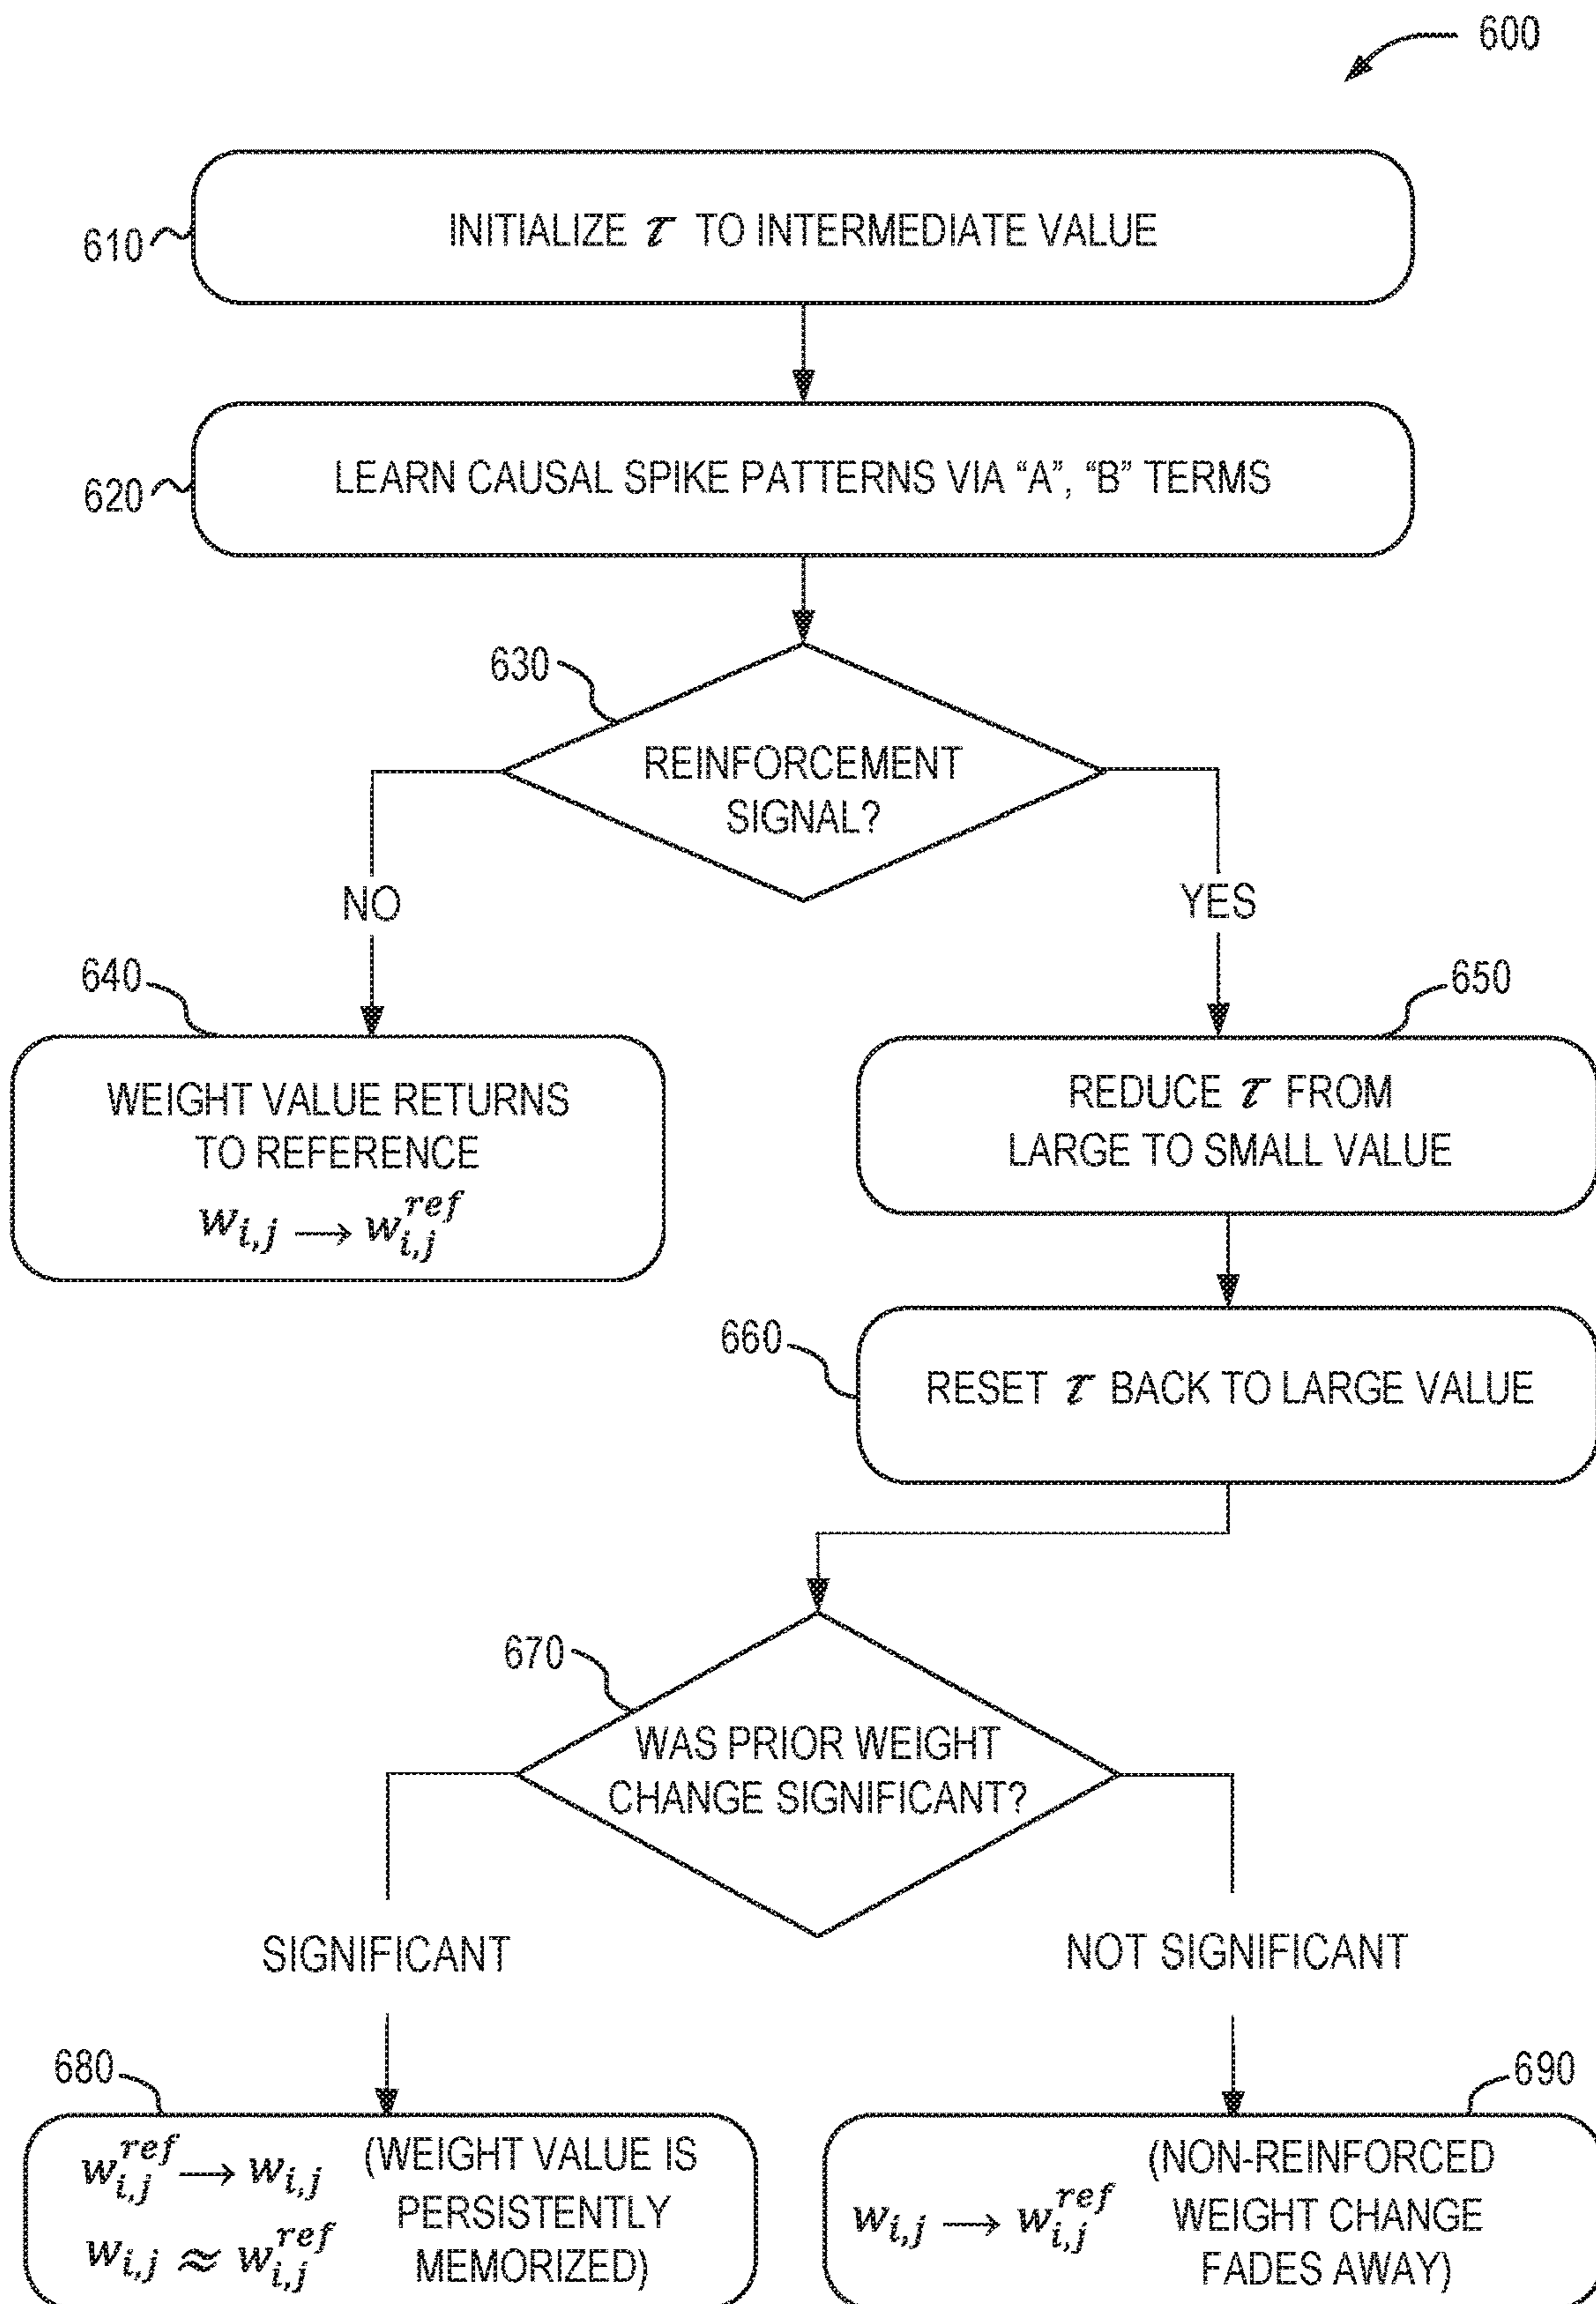 600
610
INITIALIZE τ TO INTERMEDIATE VALUE
620
LEARN CAUSAL SPIKE PATTERNS VIA “A”, “B” TERMS
630
REINFORCEMENT
SIGNAL?
NO
YES
640
WEIGHT VALUE RETURNS
TO REFERENCE
w_{i,j} → w_{i,j}^{ref}
650
REDUCE τ FROM
LARGE TO SMALL VALUE
660
RESET τ BACK TO LARGE VALUE
670
WAS PRIOR WEIGHT
CHANGE SIGNIFICANT?
SIGNIFICANT
NOT SIGNIFICANT
680
w_{i,j}^{ref} → w_{i,j}
w_{i,j} ≈ w_{i,j}^{ref}
(WEIGHT VALUE IS
PERSISTENTLY
MEMORIZED)
690
w_{i,j} → w_{i,j}^{ref}
(NON-REINFORCED
WEIGHT CHANGE
FADES AWAY)